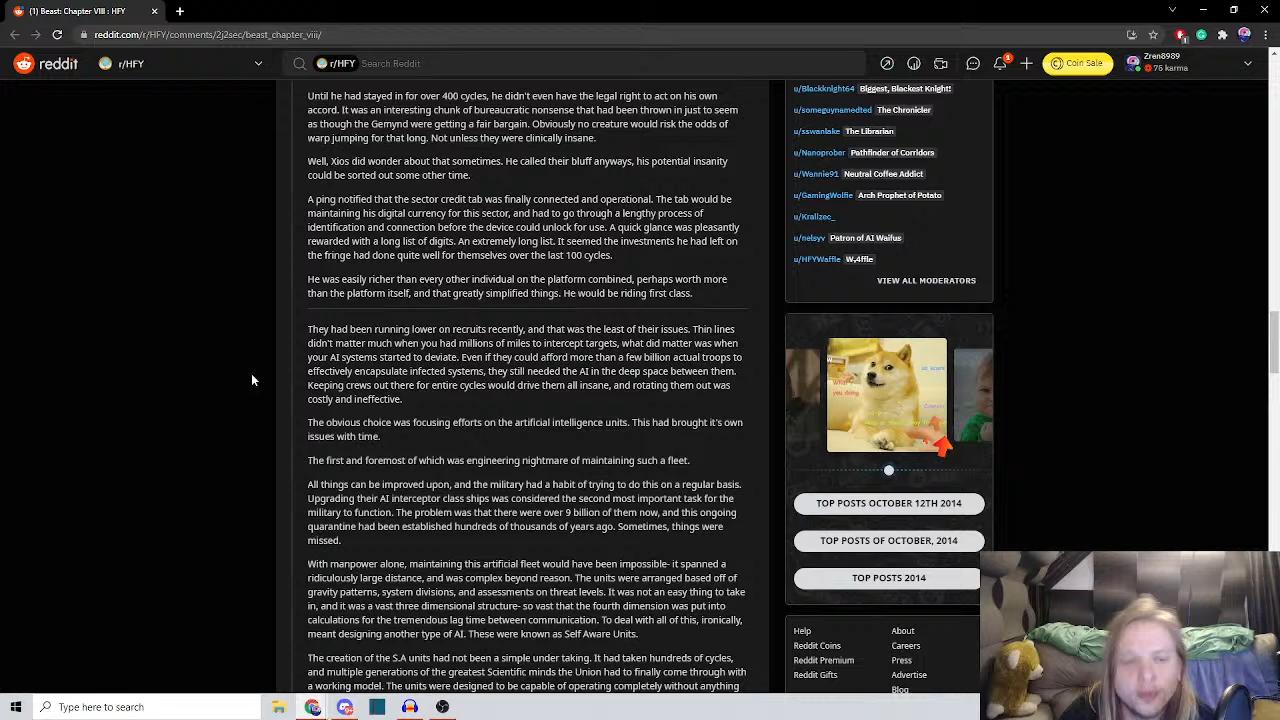 (1) Beast: Chapter VIII : HFY
reddit.com/r/HFY/comments/2j2sec/beast_chapter_viii/
reddit
r/HFY
r/HFY
Search Reddit
1
Coin Sale
Zren8989
75 karma
Until he had stayed in for over 400 cycles, he didn't even have the legal right to act on his own
accord. It was an interesting chunk of bureaucratic nonsense that had been thrown in just to seem
as though the Gemynd were getting a fair bargain. Obviously no creature would risk the odds of
warp jumping for that long. Not unless they were clinically insane.
Well, Xios did wonder about that sometimes. He called their bluff anyways, his potential insanity
could be sorted out some other time.
A ping notified that the sector credit tab was finally connected and operational. The tab would be
maintaining his digital currency for this sector, and had to go through a lengthy process of
identification and connection before the device could unlock for use. A quick glance was pleasantly
rewarded with a long list of digits. An extremely long list. It seemed the investments he had left on
the fringe had done quite well for themselves over the last 100 cycles.
He was easily richer than every other individual on the platform combined, perhaps worth more
than the platform itself, and that greatly simplified things. He would be riding first class.
They had been running lower on recruits recently, and that was the least of their issues. Thin lines
didn't matter much when you had millions of miles to intercept targets, what did matter was when
your AI systems started to deviate. Even if they could afford more than a few billion actual troops to
effectively encapsulate infected systems, they still needed the AI in the deep space between them.
Keeping crews out there for entire cycles would drive them all insane, and rotating them out was
costly and ineffective.
The obvious choice was focusing efforts on the artificial intelligence units. This had brought it's own
issues with time.
The first and foremost of which was engineering nightmare of maintaining such a fleet.
All things can be improved upon, and the military had a habit of trying to do this on a regular basis.
Upgrading their AI interceptor class ships was considered the second most important task for the
military to function. The problem was that there were over 9 billion of them now, and this ongoing
quarantine had been established hundreds of thousands of years ago. Sometimes, things were
missed.
With manpower alone, maintaining this artificial fleet would have been impossible- it spanned a
ridiculously large distance, and was complex beyond reason. The units were arranged based off of
gravity patterns, system divisions, and assessments on threat levels. It was not an easy thing to take
in, and it was a vast three dimensional structure- so vast that the fourth dimension was put into
calculations for the tremendous lag time between communication. To deal with all of this, ironically,
meant designing another type of AI. These were known as Self Aware Units.
The creation of the S.A units had not been a simple under taking. It had taken hundreds of cycles,
and multiple generations of the greatest Scientific minds the Union had to finally come through with
a working model. The units were designed to be capable of operating completely without anything
u/Blackknight64 Biggest, Blackest Knight!
u/someguynamedted The Chronicler
u/sswanlake The Librarian
u/Nanoprober Pathfinder of Corridors
u/Wannie91 Neutral Coffee Addict
u/GamingWolfie Arch Prophet of Potato
u/Krallzec_
u/nelsyv Patron of AI Waifus
u/HFYWaffle Wᵥ4ffle
VIEW ALL MODERATORS
TOP POSTS OCTOBER 12TH 2014
TOP POSTS OF OCTOBER, 2014
TOP POSTS 2014
Help
About
Reddit Coins
Careers
Reddit Premium
Press
Reddit Gifts
Advertise
Blog
Type here to search